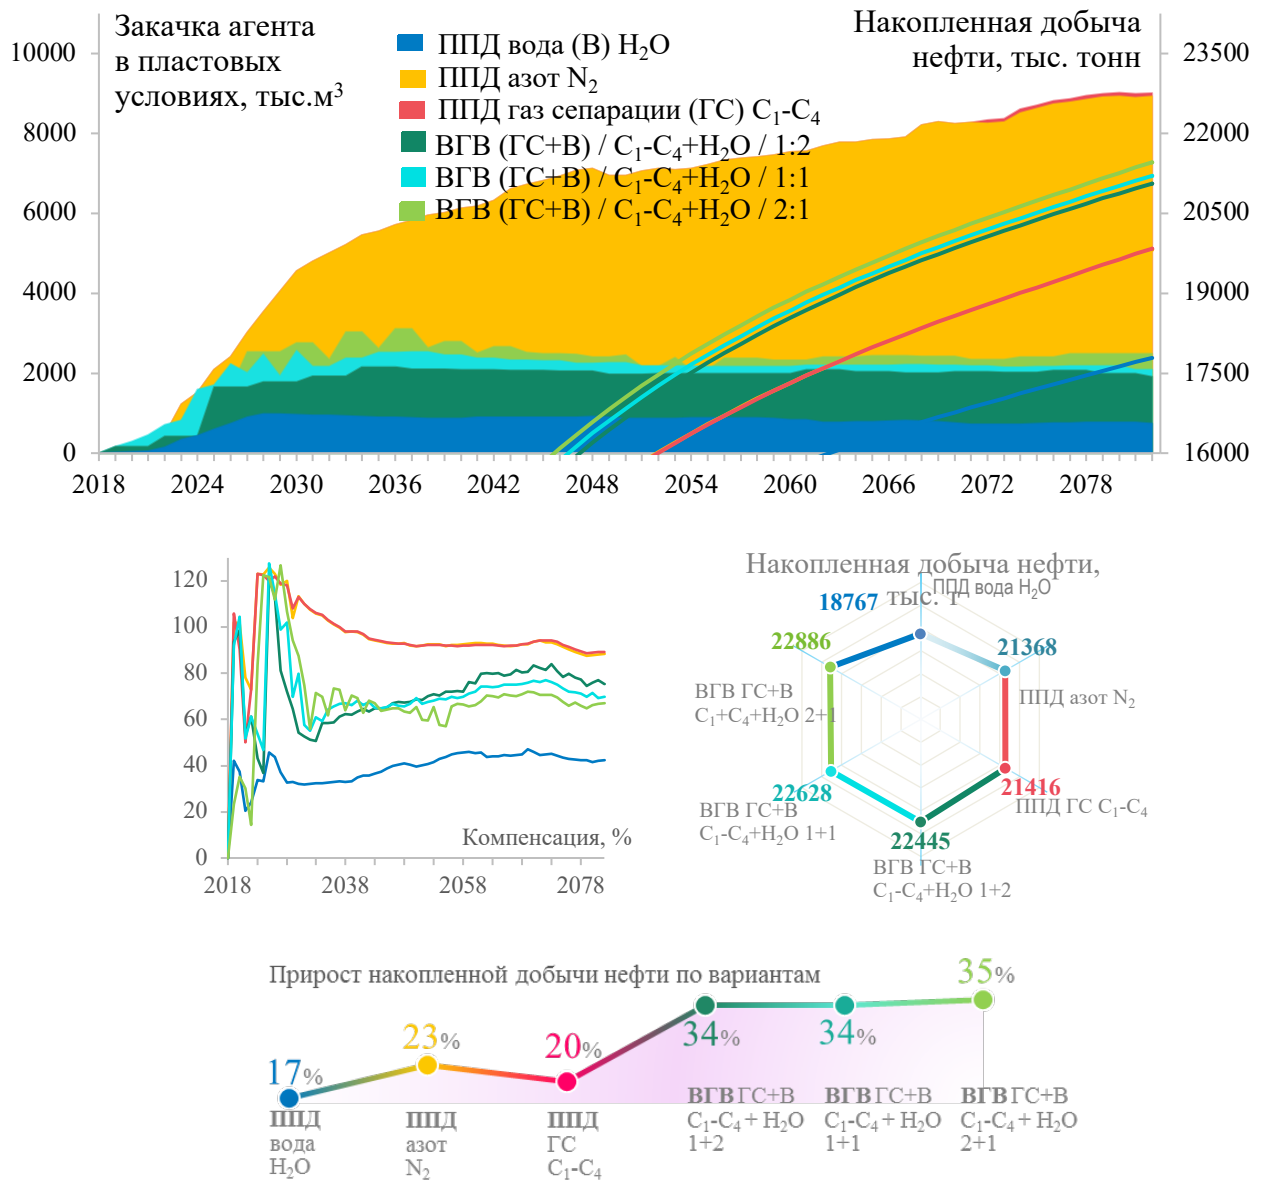 Закачка агента
в пластовых
условиях, тыс.м³
Накопленная добыча
нефти, тыс. тонн
ППД вода (В) H₂O
ППД азот N₂
ППД газ сепарации (ГС) C₁-C₄
ВГВ (ГС+В) / C₁-C₄+H₂O / 1:2
ВГВ (ГС+В) / C₁-C₄+H₂O / 1:1
ВГВ (ГС+В) / C₁-C₄+H₂O / 2:1
10000
8000
6000
4000
2000
0
23500
22000
20500
19000
17500
16000
2018 2024 2030 2036 2042 2048 2054 2060 2066 2072 2078
120
100
80
60
40
20
0
Компенсация, %
2018 2038 2058 2078
Накопленная добыча нефти,
тыс. т
ППД вода H₂O
18767
21368
ППД азот N₂
21416
ППД ГС C₁-C₄
22445
ВГВ ГС+В
C₁-C₄+H₂O 1+2
22628
ВГВ ГС+В
C₁-C₄+H₂O 1+1
22886
ВГВ ГС+В
C₁+C₄+H₂O 2+1
Прирост накопленной добычи нефти по вариантам
17%
23%
20%
34%
34%
35%
ППД
вода
H₂O
ППД
азот
N₂
ППД
ГС
C₁-C₄
ВГВ ГС+В
C₁-C₄ + H₂O
1+2
ВГВ ГС+В
C₁-C₄ + H₂O
1+1
ВГВ ГС+В
C₁-C₄ + H₂O
2+1